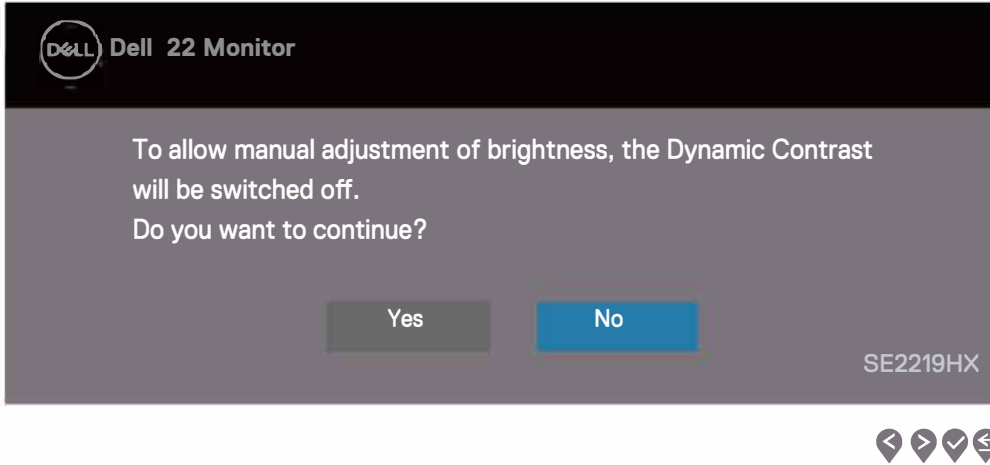 DELL Dell 22 Monitor
To allow manual adjustment of brightness, the Dynamic Contrast
will be switched off.
Do you want to continue?
Yes No
SE2219HX